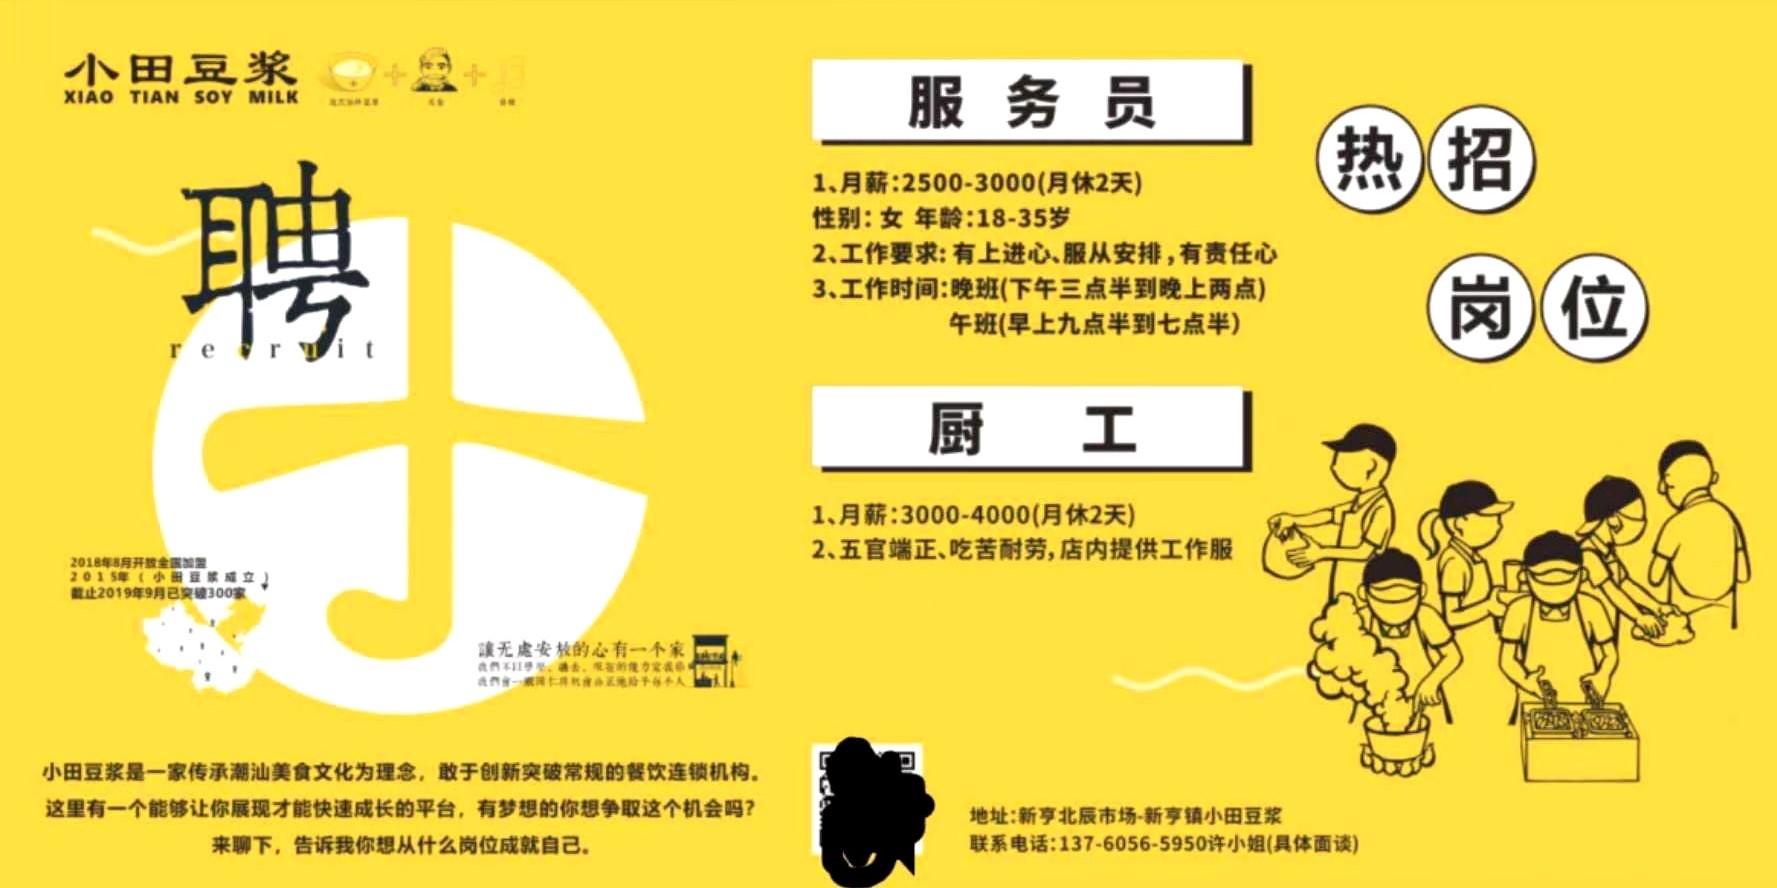 小田豆浆
XIAO TIAN SOY MILK
聘
recruit
2018年8月开放全国加盟
2015年（小田豆浆成立）
截止2019年9月已突破300家
讓无處安放的心有一个家
小田豆浆是一家传承潮汕美食文化为理念，敢于创新突破常规的餐饮连锁机构。
这里有一个能够让你展现才能快速成长的平台，有梦想的你想争取这个机会吗？
来聊下，告诉我你想从什么岗位成就自己。
服务员
1、月薪：2500-3000(月休2天)
性别：女 年龄：18-35岁
2、工作要求：有上进心、服从安排，有责任心
3、工作时间：晚班(下午三点半到晚上两点)
午班(早上九点半到七点半）
厨工
1、月薪：3000-4000(月休2天)
2、五官端正、吃苦耐劳，店内提供工作服
热招
岗位
地址：新亨北辰市场-新亨镇小田豆浆
联系电话：137-6056-5950许小姐(具体面谈)